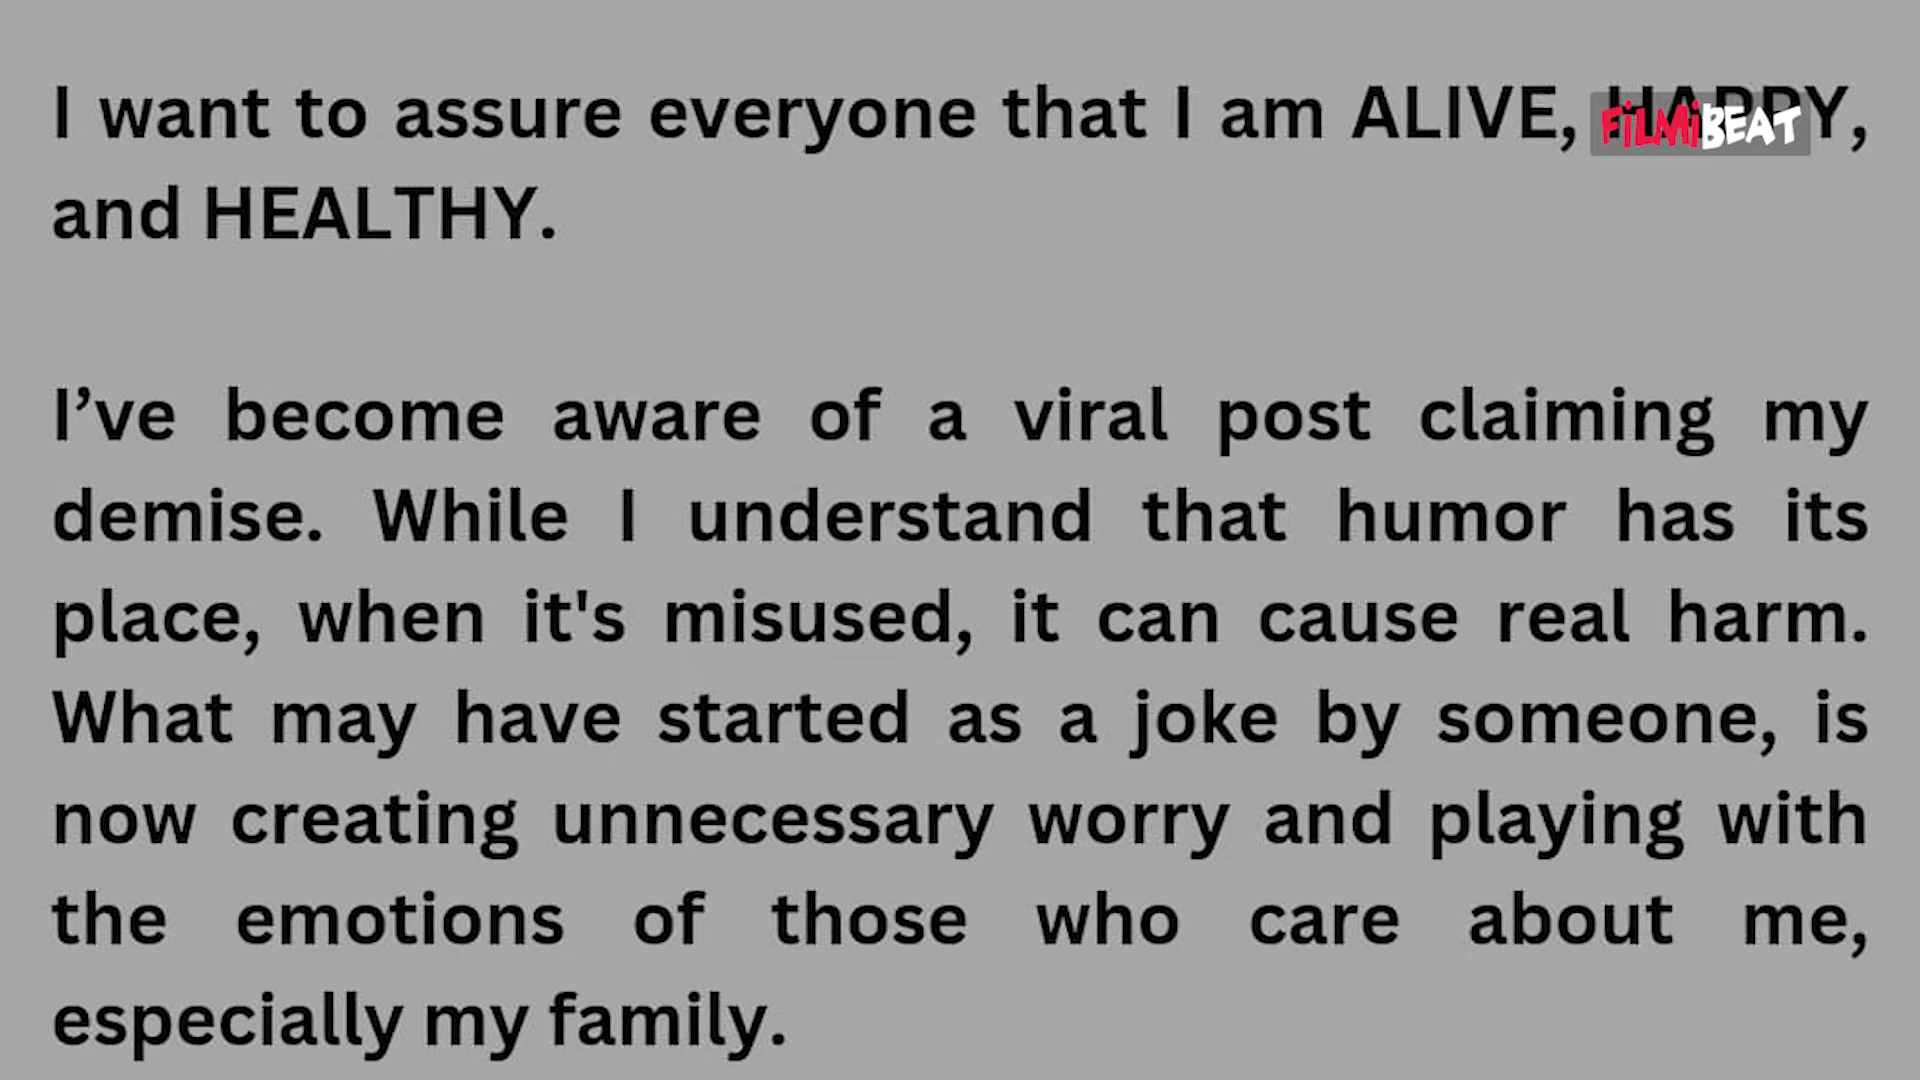 I want to assure everyone that I am ALIVE, HAPPY,
FiLMiBEAT
and HEALTHY.
I’ve become aware of a viral post claiming my
demise. While I understand that humor has its
place, when it's misused, it can cause real harm.
What may have started as a joke by someone, is
now creating unnecessary worry and playing with
the emotions of those who care about me,
especially my family.